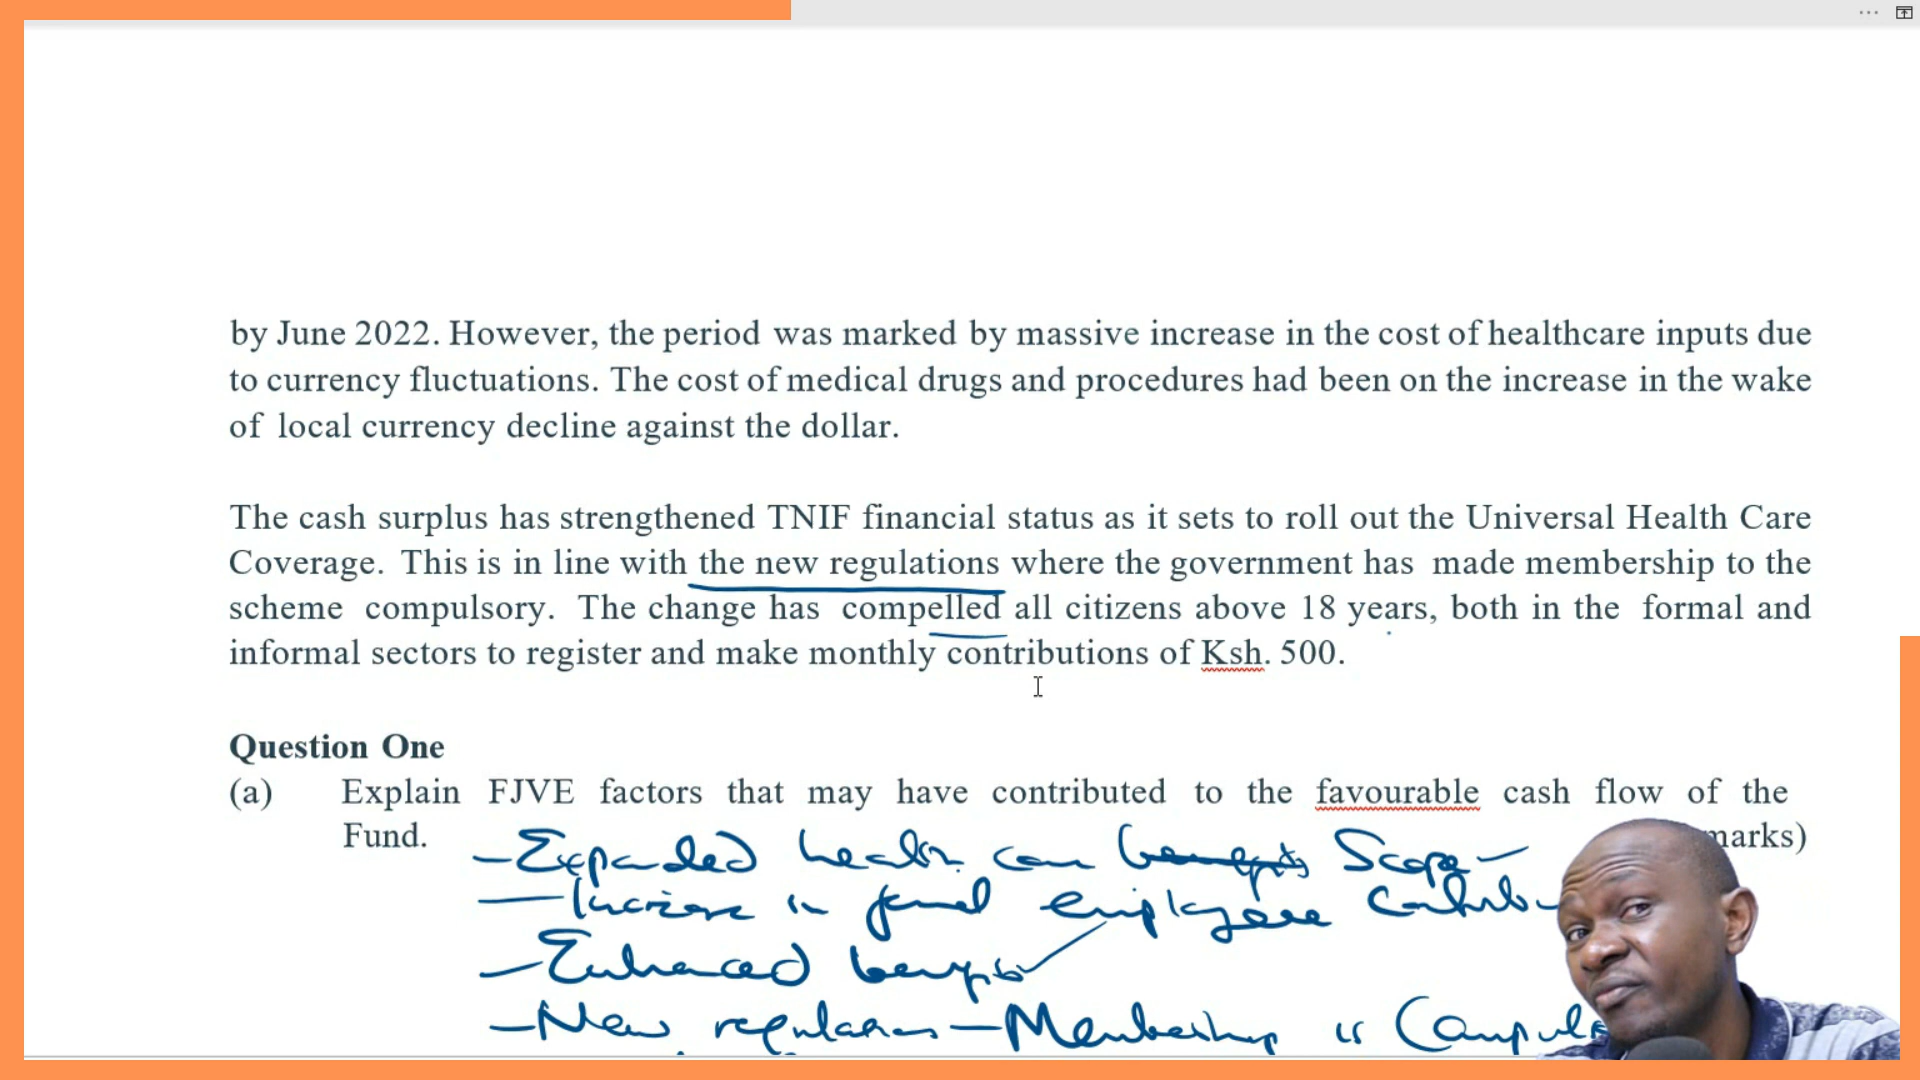 by June 2022. However, the period was marked by massive increase in the cost of healthcare inputs due
to currency fluctuations. The cost of medical drugs and procedures had been on the increase in the wake
of local currency decline against the dollar.
The cash surplus has strengthened TNIF financial status as it sets to roll out the Universal Health Care
Coverage. This is in line with the new regulations where the government has made membership to the
scheme compulsory. The change has compelled all citizens above 18 years, both in the formal and
informal sectors to register and make monthly contributions of Ksh. 500.
Question One
(a) Explain FJVE factors that may have contributed to the favourable cash flow of the
Fund. marks)
- Expanded health care Scope -
- Increase in formal employee
- Enhanced benefits
- New regulations - Membership is